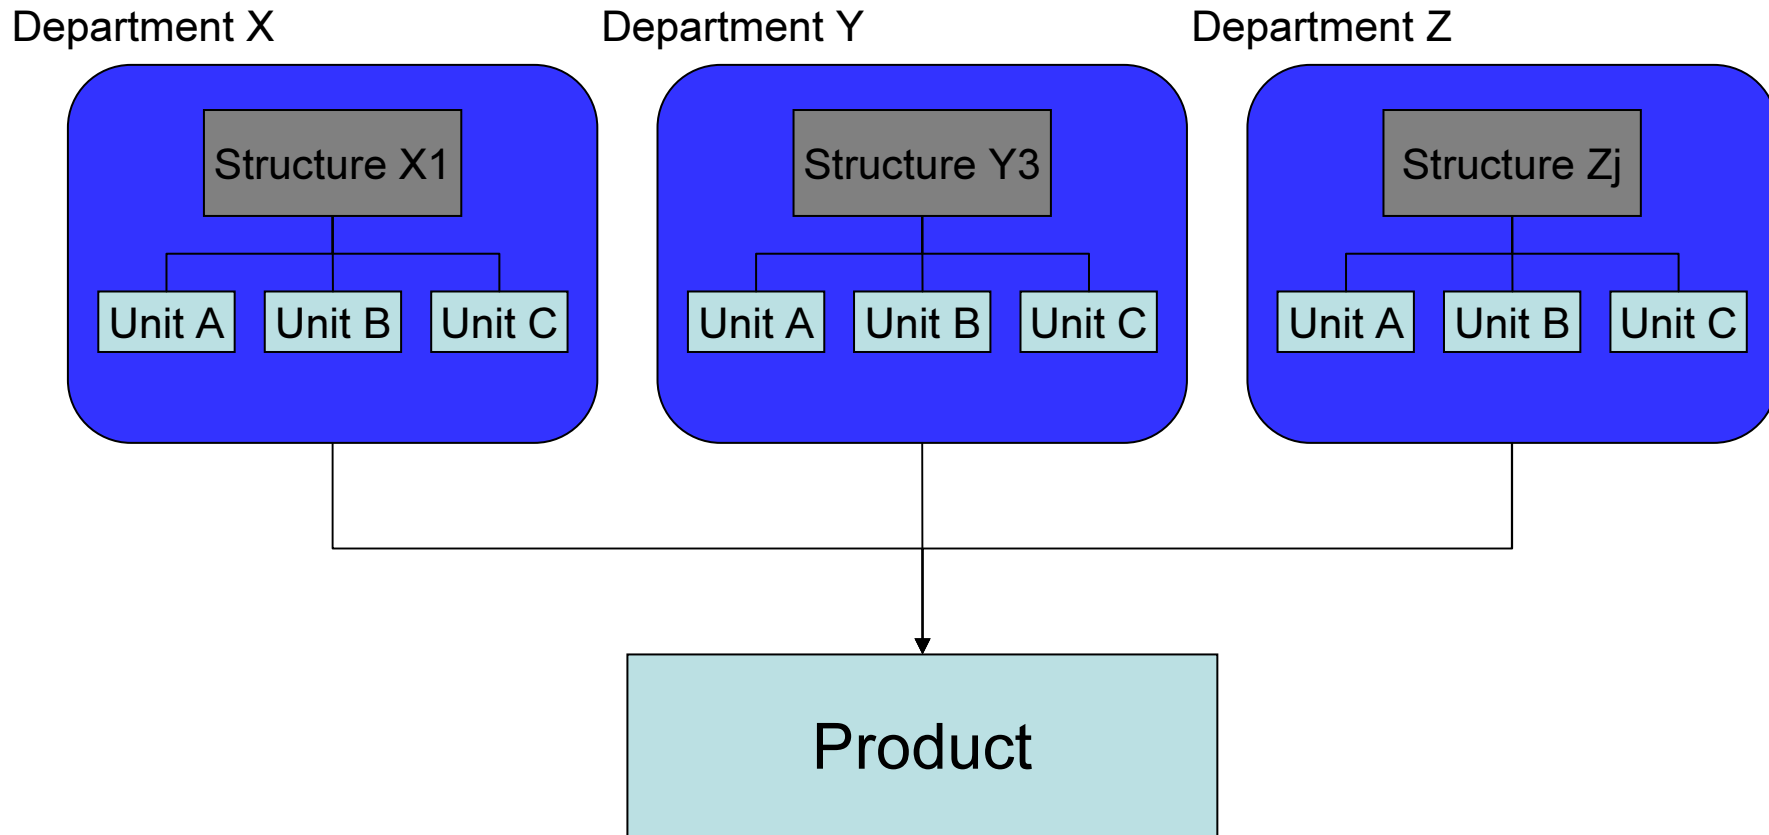 Department X
Department Y
Department Z
Structure X1
Structure Y3
Structure Zj
Unit A
Unit B
Unit C
Unit A
Unit B
Unit C
Unit A
Unit B
Unit C
Product